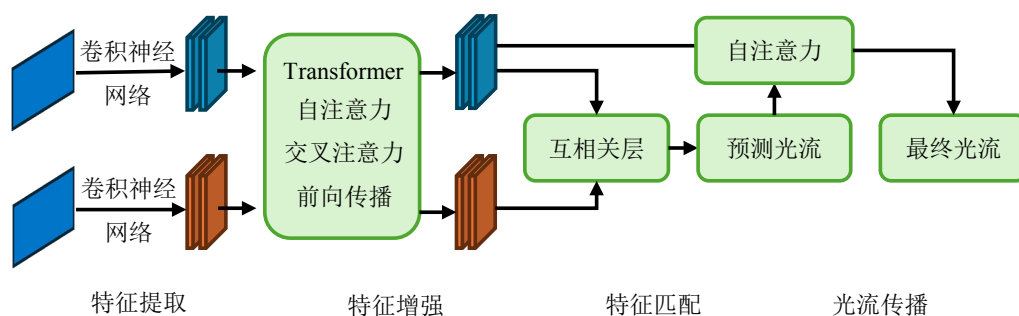 卷积神经
网络
Transformer
自注意力
交叉注意力
前向传播
卷积神经
网络
自注意力
互相关层
预测光流
最终光流
特征提取
特征增强
特征匹配
光流传播